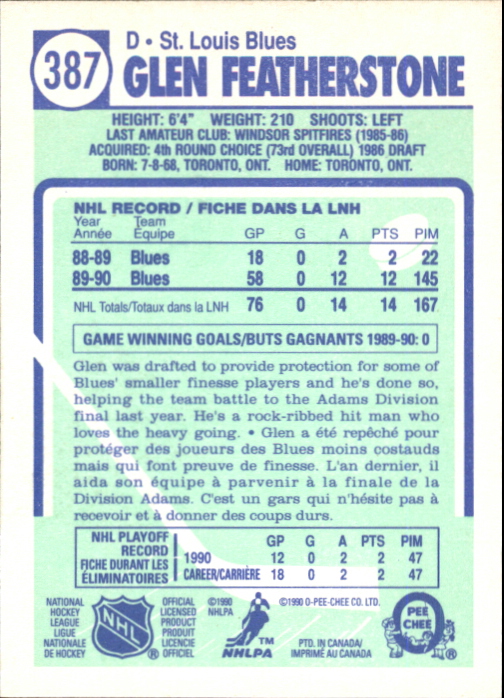 387
D • St. Louis Blues
GLEN FEATHERSTONE
HEIGHT: 6'4" WEIGHT: 210 SHOOTS: LEFT
LAST AMATEUR CLUB: WINDSOR SPITFIRES (1985-86)
ACQUIRED: 4th ROUND CHOICE (73rd OVERALL) 1986 DRAFT
BORN: 7-8-68, TORONTO, ONT. HOME: TORONTO, ONT.
NHL RECORD / FICHE DANS LA LNH
Year Team
Année Équipe GP G A PTS PIM
88-89 Blues 18 0 2 2 22
89-90 Blues 58 0 12 12 145
NHL Totals/Totaux dans la LNH 76 0 14 14 167
GAME WINNING GOALS/BUTS GAGNANTS 1989-90: 0
Glen was drafted to provide protection for some of
Blues' smaller finesse players and he's done so,
helping the team battle to the Adams Division
final last year. He's a rock-ribbed hit man who
loves the heavy going. • Glen a été repêché pour
protéger des joueurs des Blues moins costauds
mais qui font preuve de finesse. L'an dernier, il
aida son équipe à parvenir à la finale de la
Division Adams. C'est un gars qui n'hésite pas à
recevoir et à donner des coups durs.
NHL PLAYOFF
RECORD
FICHE DURANT LES
ÉLIMINATOIRES
GP G A PTS PIM
1990 12 0 2 2 47
CAREER/CARRIÈRE 18 0 2 2 47
NATIONAL
HOCKEY
LEAGUE
LIGUE
NATIONALE
DE HOCKEY
NHL
®
OFFICIAL
LICENSED
PRODUCT
PRODUIT
LICENCIE
OFFICIEL
©1990
NHLPA
TM
NHLPA
©1990 O-PEE-CHEE CO. LTD.
PTD. IN CANADA/
IMPRIMÉ AU CANADA
O
PEE
CHEE
®